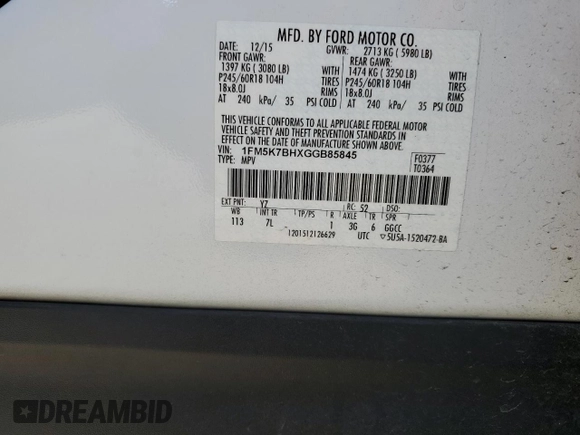 MFD. BY FORD MOTOR CO.
DATE: 12/15 GVWR: 2713 KG ( 5980 LB)
FRONT GAWR: REAR GAWR:
1397 KG ( 3080 LB) WITH 1474 KG ( 3250 LB) WITH
P245/60R18 104H TIRES P245/60R18 104H TIRES
18x8.0J RIMS 18x8.0J RIMS
AT 240 kPa/ 35 PSI COLD AT 240 kPa/ 35 PSI COLD
THIS VEHICLE CONFORMS TO ALL APPLICABLE FEDERAL MOTOR
VEHICLE SAFETY AND THEFT PREVENTION STANDARDS IN
EFFECT ON THE DATE OF MANUFACTURE SHOWN ABOVE.
VIN: 1FM5K7BHXGGB85845 F0377
TYPE: MPV T0364
EXT PNT: YZ RC: 52 DSO:
WB INT TR TP/PS R AXLE TR SPR
113 7L - 1 3G 6 GGCC
1201512126629 UTC ▽5U5A-1520472-BA
DREAMBID